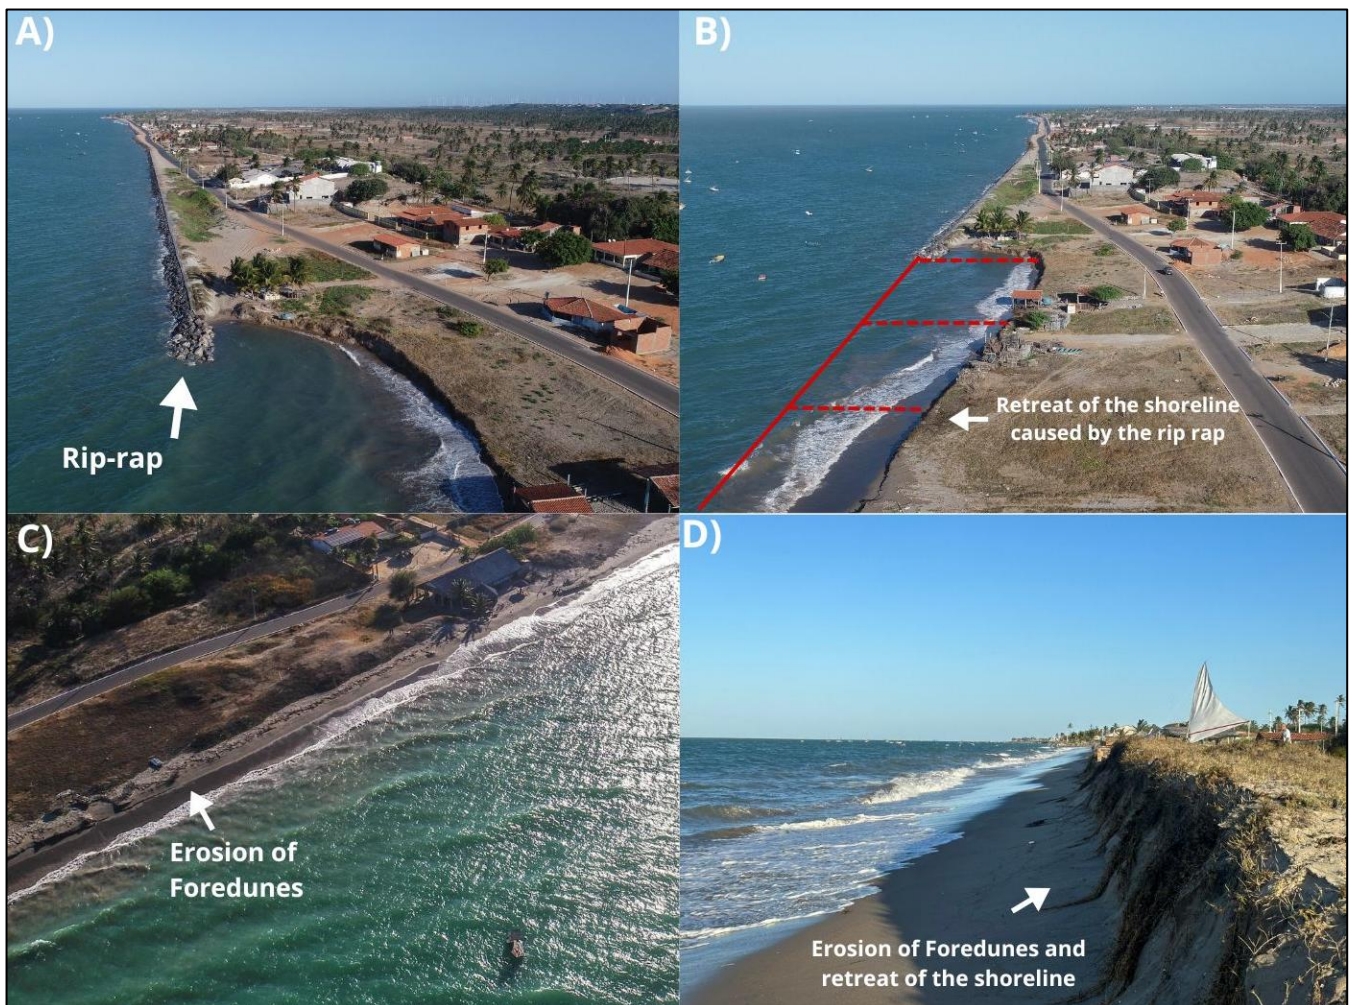 A)
Rip-rap
B)
Retreat of the shoreline
caused by the rip rap
C)
Erosion of
Foredunes
D)
Erosion of Foredunes and
retreat of the shoreline